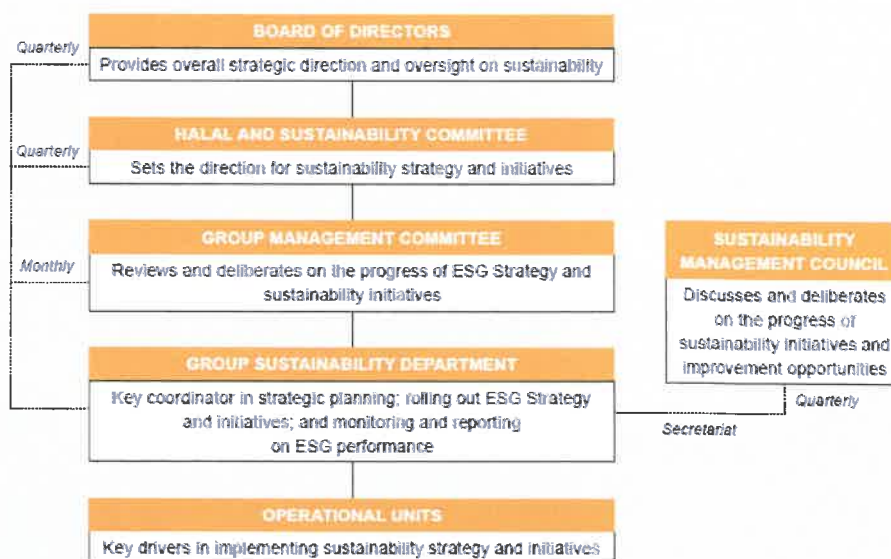 BOARD OF DIRECTORS
Quarterly
Provides overall strategic direction and oversight on sustainability
HALAL AND SUSTAINABILITY COMMITTEE
Quarterly
Sets the direction for sustainability strategy and initiatives
GROUP MANAGEMENT COMMITTEE
Monthly
Reviews and deliberates on the progress of ESG Strategy and
sustainability initiatives
SUSTAINABILITY
MANAGEMENT COUNCIL
Discusses and deliberates
on the progress of
sustainability initiatives and
improvement opportunities
GROUP SUSTAINABILITY DEPARTMENT
Key coordinator in strategic planning; rolling out ESG Strategy
and initiatives; and monitoring and reporting
on ESG performance
Quarterly
Secretariat
OPERATIONAL UNITS
Key drivers in implementing sustainability strategy and initiatives